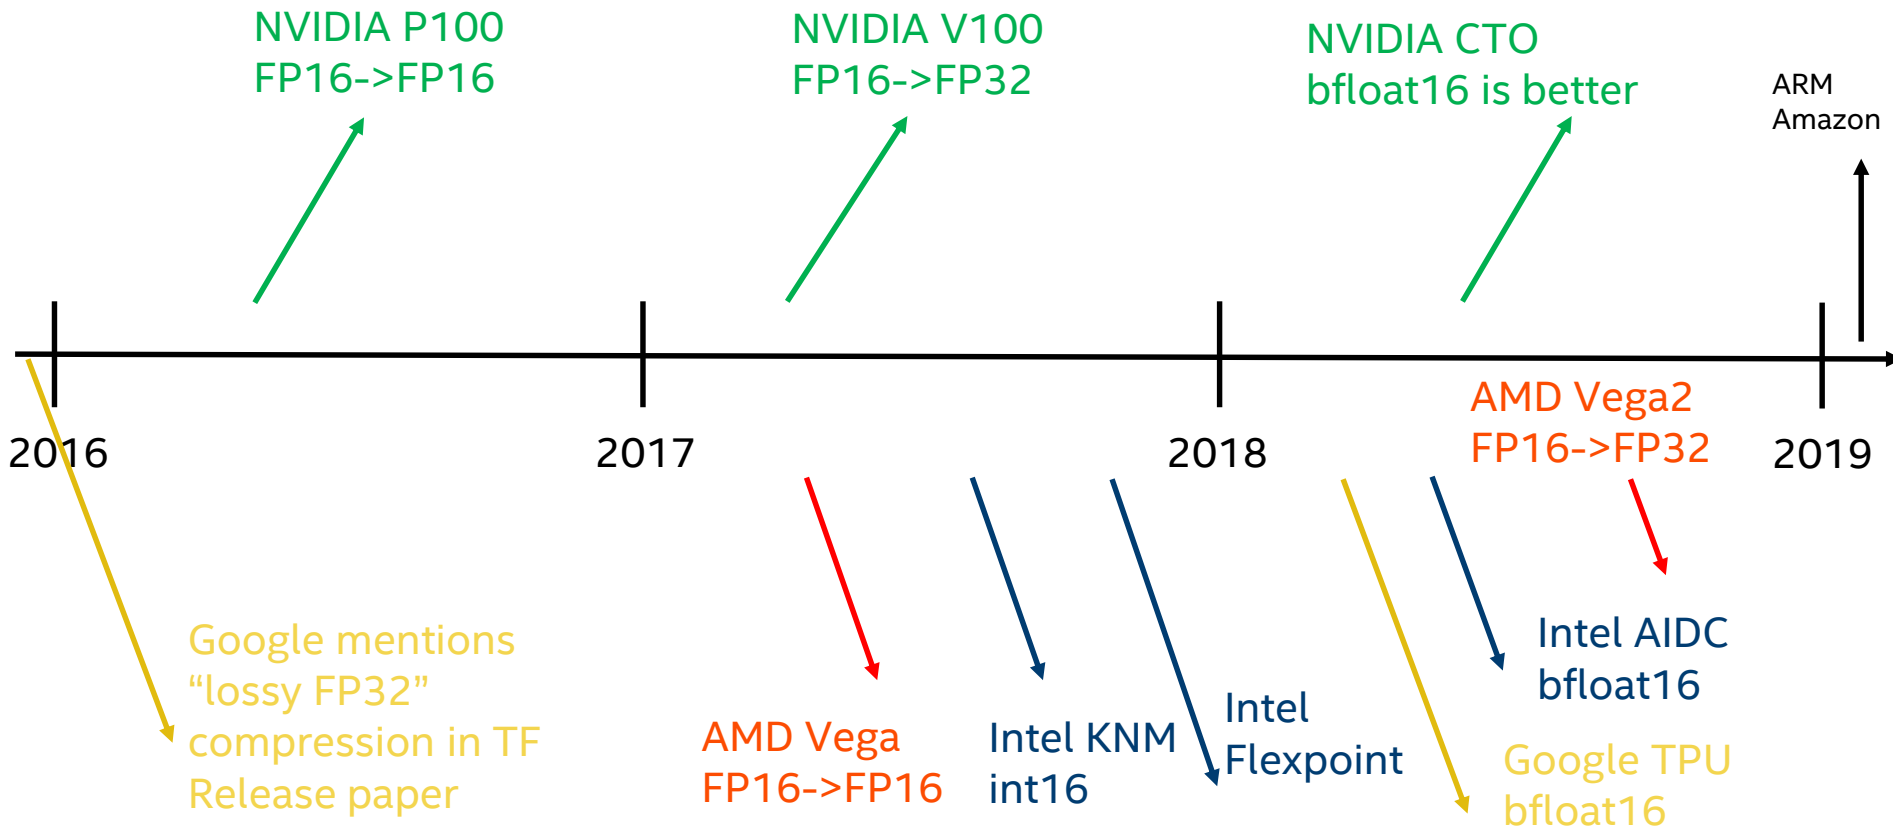 NVIDIA P100
FP16->FP16
NVIDIA V100
FP16->FP32
NVIDIA CTO
bfloat16 is better
ARM
Amazon
2016
2017
2018
2019
AMD Vega2
FP16->FP32
Google mentions
“lossy FP32”
compression in TF
Release paper
AMD Vega
FP16->FP16
Intel KNM
int16
Intel
Flexpoint
Intel AIDC
bfloat16
Google TPU
bfloat16